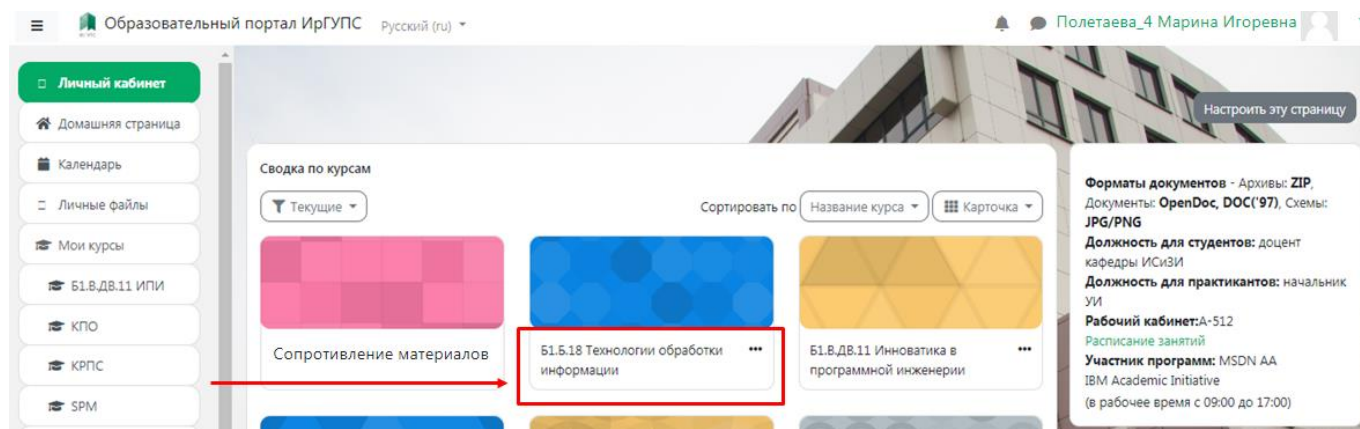 Образовательный портал ИрГУПС Русский (ru) Полетаева_4 Марина Игоревна
Личный кабинет
Домашняя страница
Календарь
Личные файлы
Мои курсы
Б1.В.ДВ.11 ИПИ
КПО
КРПС
SPM
Настроить эту страницу
Сводка по курсам
Текущие
Сортировать по Название курса Карточка
Сопротивление материалов
Б1.Б.18 Технологии обработки
информации
Б1.В.ДВ.11 Инноватика в
программной инженерии
Форматы документов - Архивы: ZIP,
Документы: OpenDoc, DOC('97), Схемы:
JPG/PNG
Должность для студентов: доцент
кафедры ИСиЗИ
Должность для практикантов: начальник
УИ
Рабочий кабинет:А-512
Расписание занятий
Участник программ: MSDN AA
IBM Academic Initiative
(в рабочее время с 09:00 до 17:00)